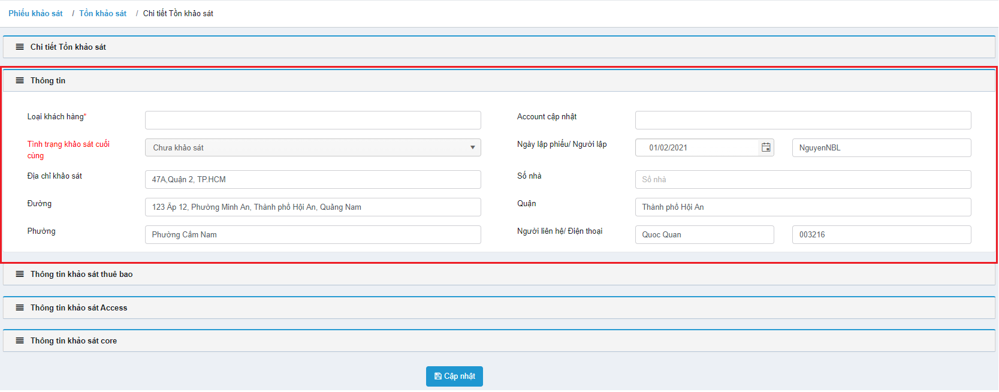 Phiếu khảo sát / Tồn khảo sát / Chi tiết Tồn khảo sát
Chi tiết Tồn khảo sát
Thông tin
Loại khách hàng*
Account cập nhật
Tình trạng khảo sát cuối cùng
Chưa khảo sát
Ngày lập phiếu/ Người lập
01/02/2021
NguyenNBL
Địa chỉ khảo sát
47A,Quận 2, TP.HCM
Số nhà
Số nhà
Đường
123 Ấp 12, Phường Minh An, Thành phố Hội An, Quảng Nam
Quận
Thành phố Hội An
Phường
Phường Cẩm Nam
Người liên hệ/ Điện thoại
Quoc Quan
003216
Thông tin khảo sát thuê bao
Thông tin khảo sát Access
Thông tin khảo sát core
Cập nhật